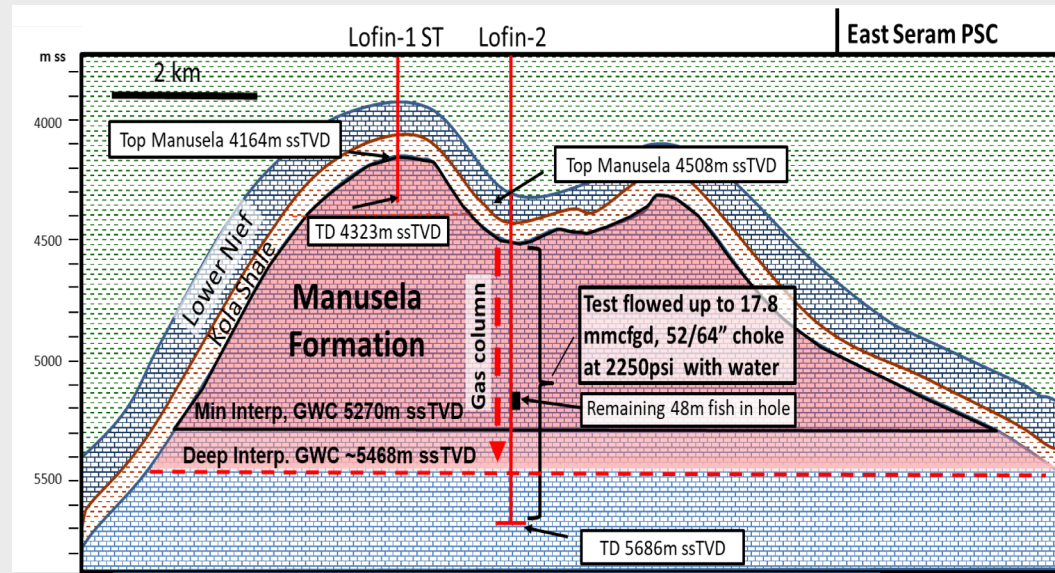 Lofin-1 ST
Lofin-2
East Seram PSC
m ss
2 km
4000
Top Manusela 4164m ssTVD
Top Manusela 4508m ssTVD
TD 4323m ssTVD
4500
Lower Nief
Kola Shale
Manusela
Formation
Gas column
Test flowed up to 17.8
mmcfgd, 52/64” choke
at 2250psi with water
5000
Remaining 48m fish in hole
Min Interp, GWC 5270m ssTVD
Deep Interp. GWC ~5468m ssTVD
5500
TD 5686m ssTVD